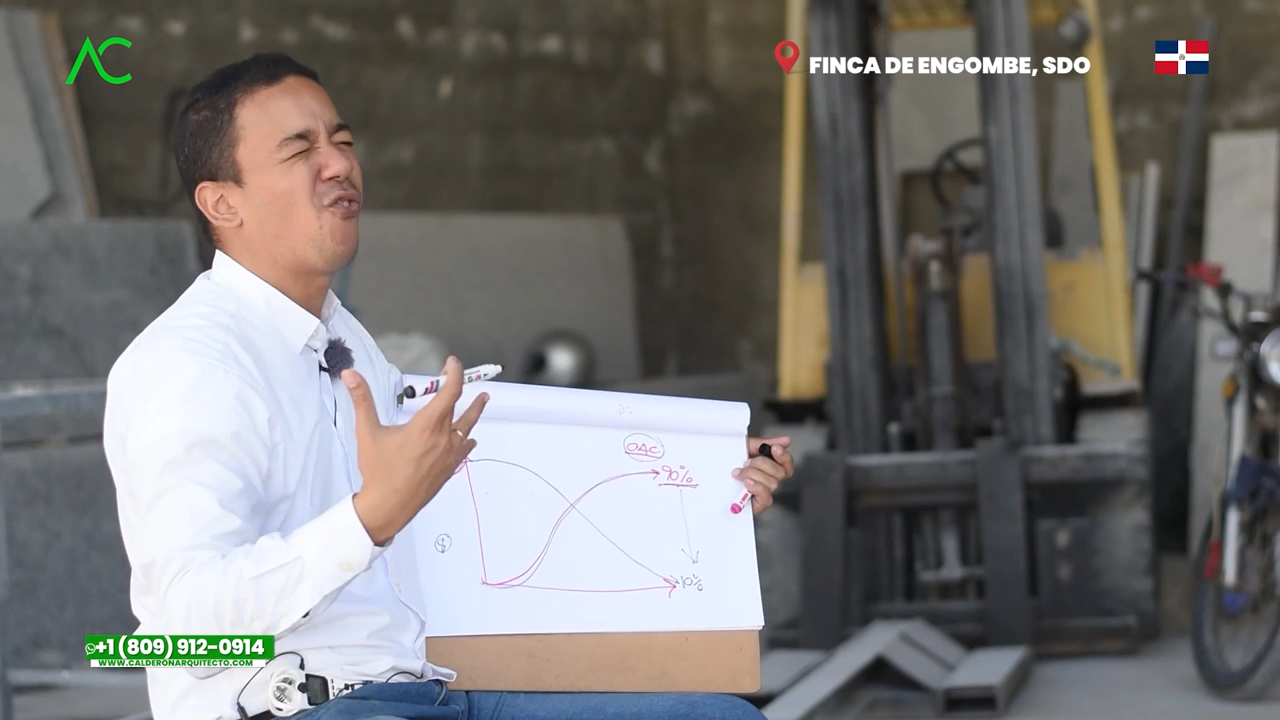 AC
FINCA DE ENGOMBE, SDO
OAC
90%
$
10%
+1 (809) 912-0914
WWW.CALDERONARQUITECTO.COM